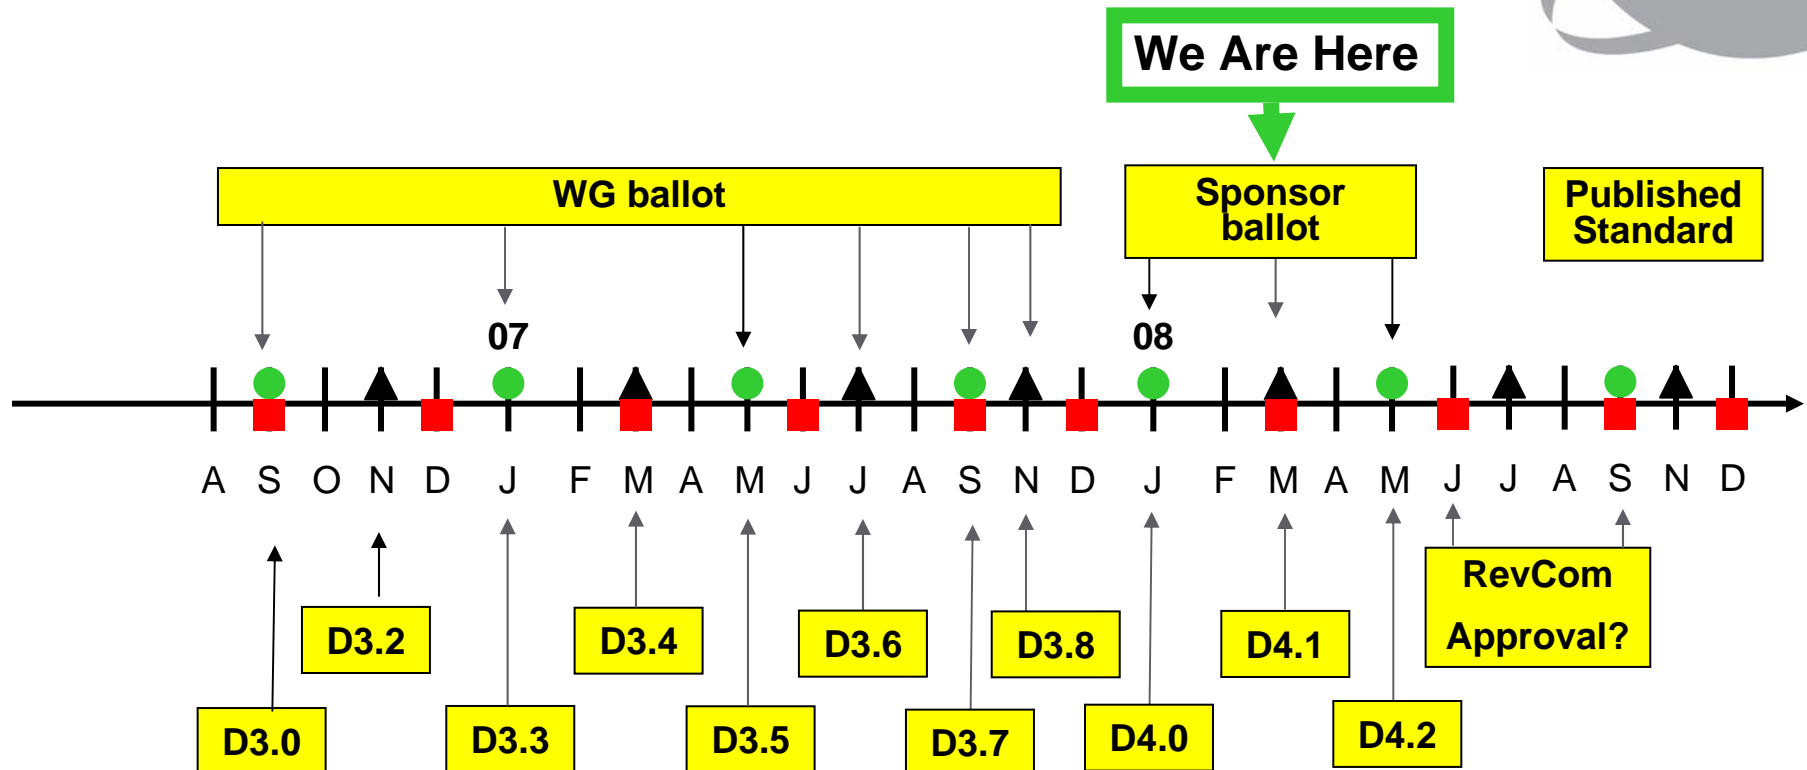 We Are Here
WG ballot
Sponsor
ballot
Published
Standard
07
08
A S O N D J F M A M J J A S N D J F M A M J J A S N D
RevCom
Approval?
D3.2
D3.4
D3.6
D3.8
D4.1
D3.0
D3.3
D3.5
D3.7
D4.0
D4.2